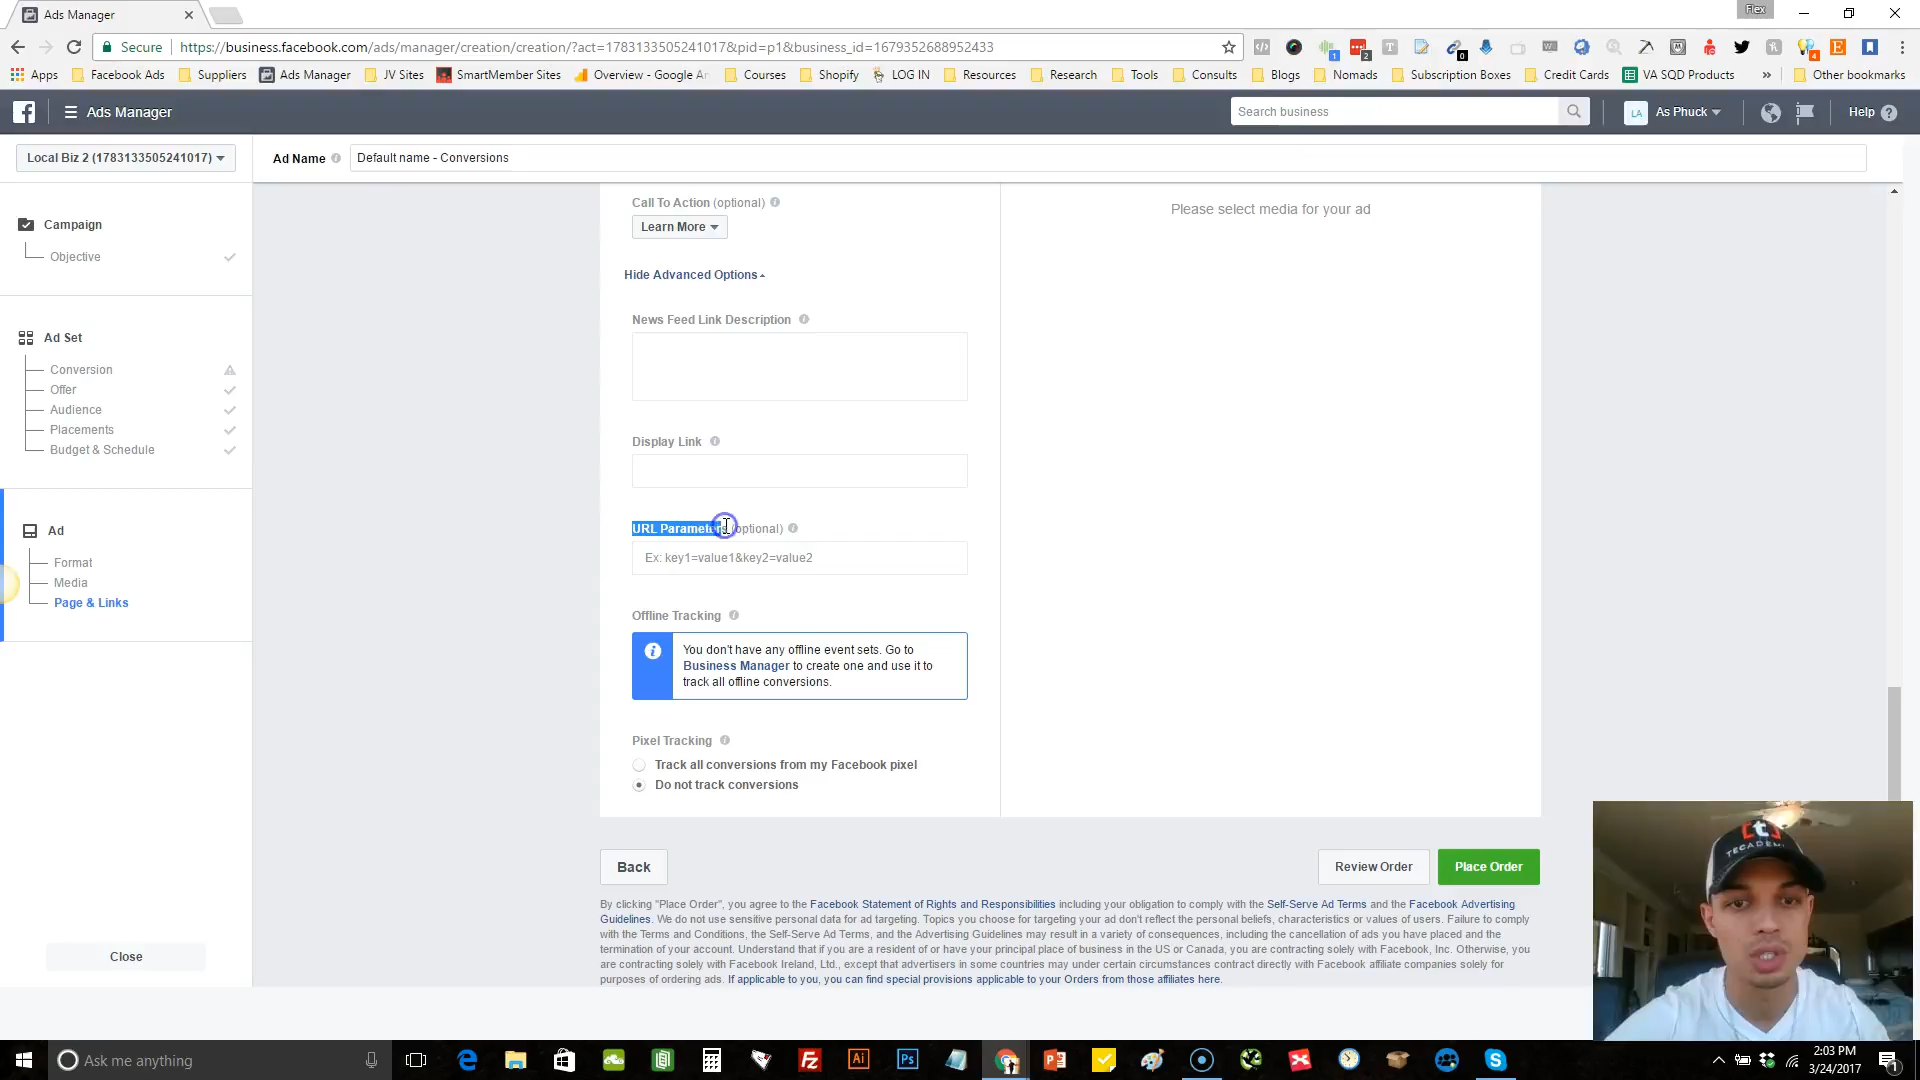 Ads Manager
Flex
Secure https://business.facebook.com/ads/manager/creation/creation/?act=1783133505241017&pid=p1&business_id=1679352688952433
1 2 0 4
Apps Facebook Ads Suppliers Ads Manager JV Sites SmartMember Sites Overview - Google An Courses Shopify LOG IN Resources Research Tools Consults Blogs Nomads Subscription Boxes Credit Cards VA SQD Products » Other bookmarks
Ads Manager Search business LA As Phuck Help ?
Local Biz 2 (1783133505241017) Ad Name Default name - Conversions
Campaign
Objective
Ad Set
Conversion
Offer
Audience
Placements
Budget & Schedule
Ad
Format
Media
Page & Links
Close
Call To Action (optional)
Learn More
Hide Advanced Options
News Feed Link Description
Display Link
URL Parameters (optional)
Ex: key1=value1&key2=value2
Offline Tracking
You don't have any offline event sets. Go to
Business Manager to create one and use it to
track all offline conversions.
Pixel Tracking
Track all conversions from my Facebook pixel
Do not track conversions
Please select media for your ad
Back Review Order Place Order
By clicking "Place Order", you agree to the Facebook Statement of Rights and Responsibilities including your obligation to comply with the Self-Serve Ad Terms and the Facebook Advertising
Guidelines. We do not use sensitive personal data for ad targeting. Topics you choose for targeting your ad don't reflect the personal beliefs, characteristics or values of users. Failure to comply
with the Terms and Conditions, the Self-Serve Ad Terms, and the Advertising Guidelines may result in a variety of consequences, including the cancellation of ads you have placed and the
termination of your account. Understand that if you are a resident of or have your principal place of business in the US or Canada, you are contracting solely with Facebook, Inc. Otherwise, you
are contracting solely with Facebook Ireland, Ltd., except that advertisers in some countries may under certain circumstances contract directly with Facebook affiliate companies solely for
purposes of ordering ads. If applicable to you, you can find special provisions applicable to your Orders from those affiliates here.
[t]
TECADEMY
Ask me anything
Ai Ps
2:03 PM
3/24/2017
1